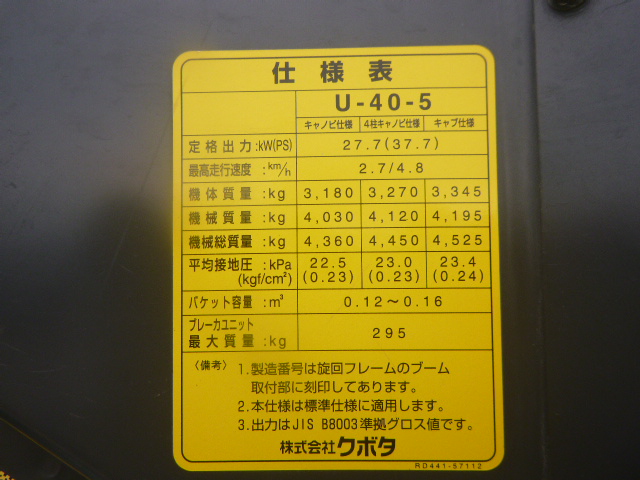 仕様表
U-40-5
キャノピ仕様 4柱キャノピ仕様 キャブ仕様
定格出力:kW(PS) 27.7(37.7)
最高走行速度:km/h 2.7/4.8
機体質量:kg 3,180 3,270 3,345
機械質量:kg 4,030 4,120 4,195
機械総質量:kg 4,360 4,450 4,525
平均接地圧:kPa 22.5 23.0 23.4
(kgf/cm²) (0.23) (0.23) (0.24)
バケット容量:m³ 0.12～0.16
ブレーカユニット
最大質量:kg 295
〈備考〉 1.製造番号は旋回フレームのブーム
取付部に刻印してあります。
2.本仕様は標準仕様に適用します。
3.出力はJIS B8003準拠グロス値です。
株式会社クボタ
RD441-57112